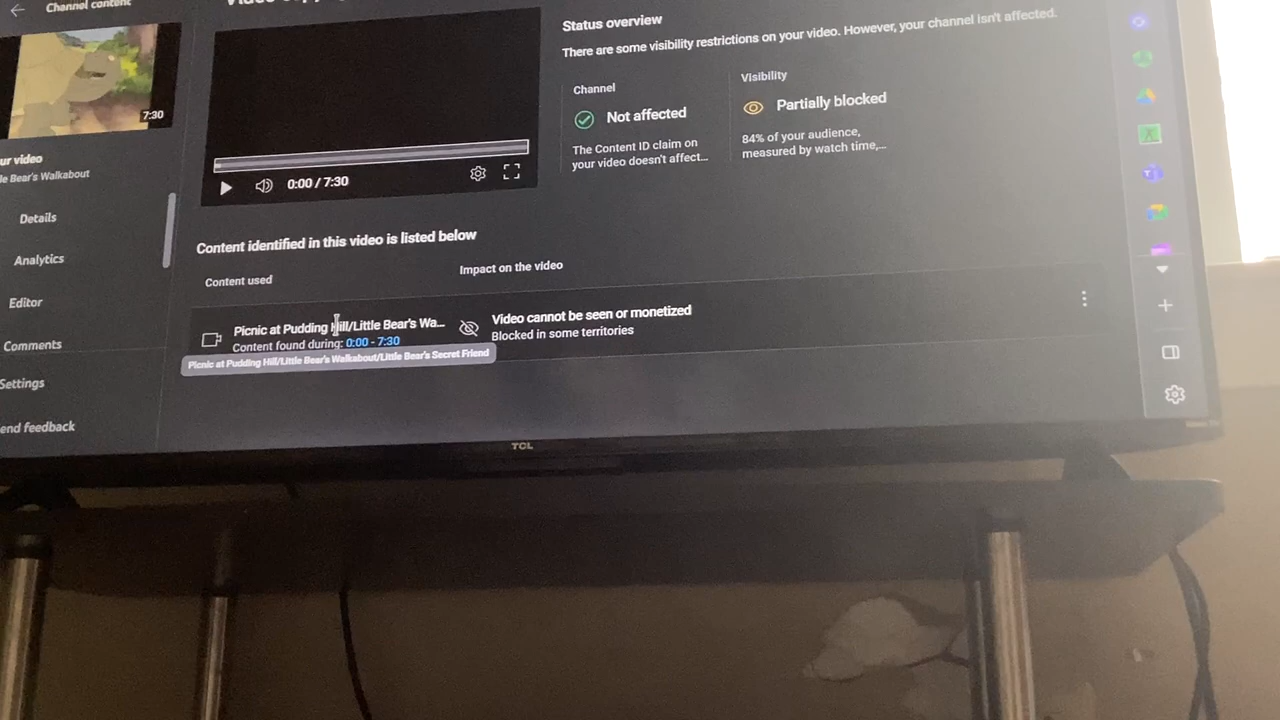 Channel content
7:30
ur video
le Bear's Walkabout
Details
Analytics
Editor
Comments
Settings
end feedback
Video
0:00 / 7:30
Status overview
There are some visibility restrictions on your video. However, your channel isn't affected.
Channel
Not affected
The Content ID claim on
your video doesn't affect...
Visibility
Partially blocked
84% of your audience,
measured by watch time,...
Content identified in this video is listed below
Content used
Impact on the video
Picnic at Pudding Hill/Little Bear's Wa...
Content found during: 0:00 - 7:30
Video cannot be seen or monetized
Blocked in some territories
Picnic at Pudding Hill/Little Bear's Walkabout/Little Bear's Secret Friend
TCL